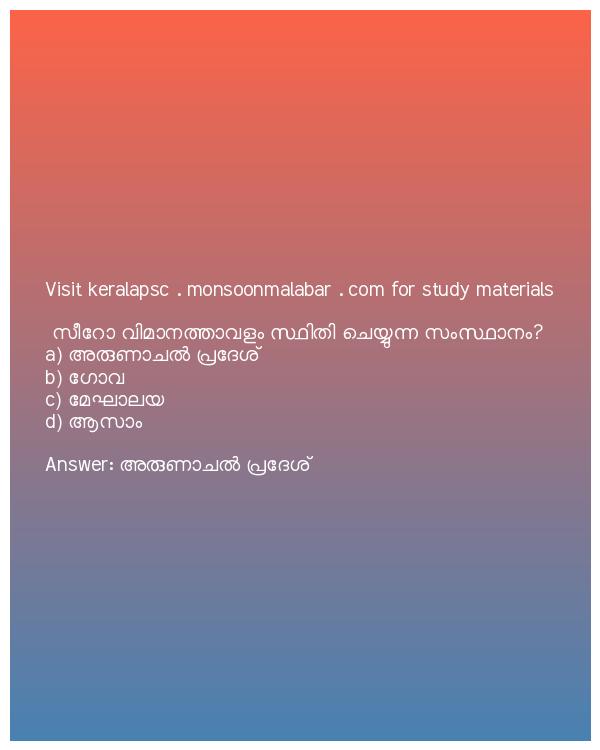 Visit keralapsc . monsoonmalabar . com for study materials
സീറോ വിമാനത്താവളം സ്ഥിതി ചെയ്യുന്ന സംസ്ഥാനം?
a) അരുണാചൽ പ്രദേശ്
b) ഗോവ
c) മേഘാലയ
d) ആസാം
Answer: അരുണാചൽ പ്രദേശ്